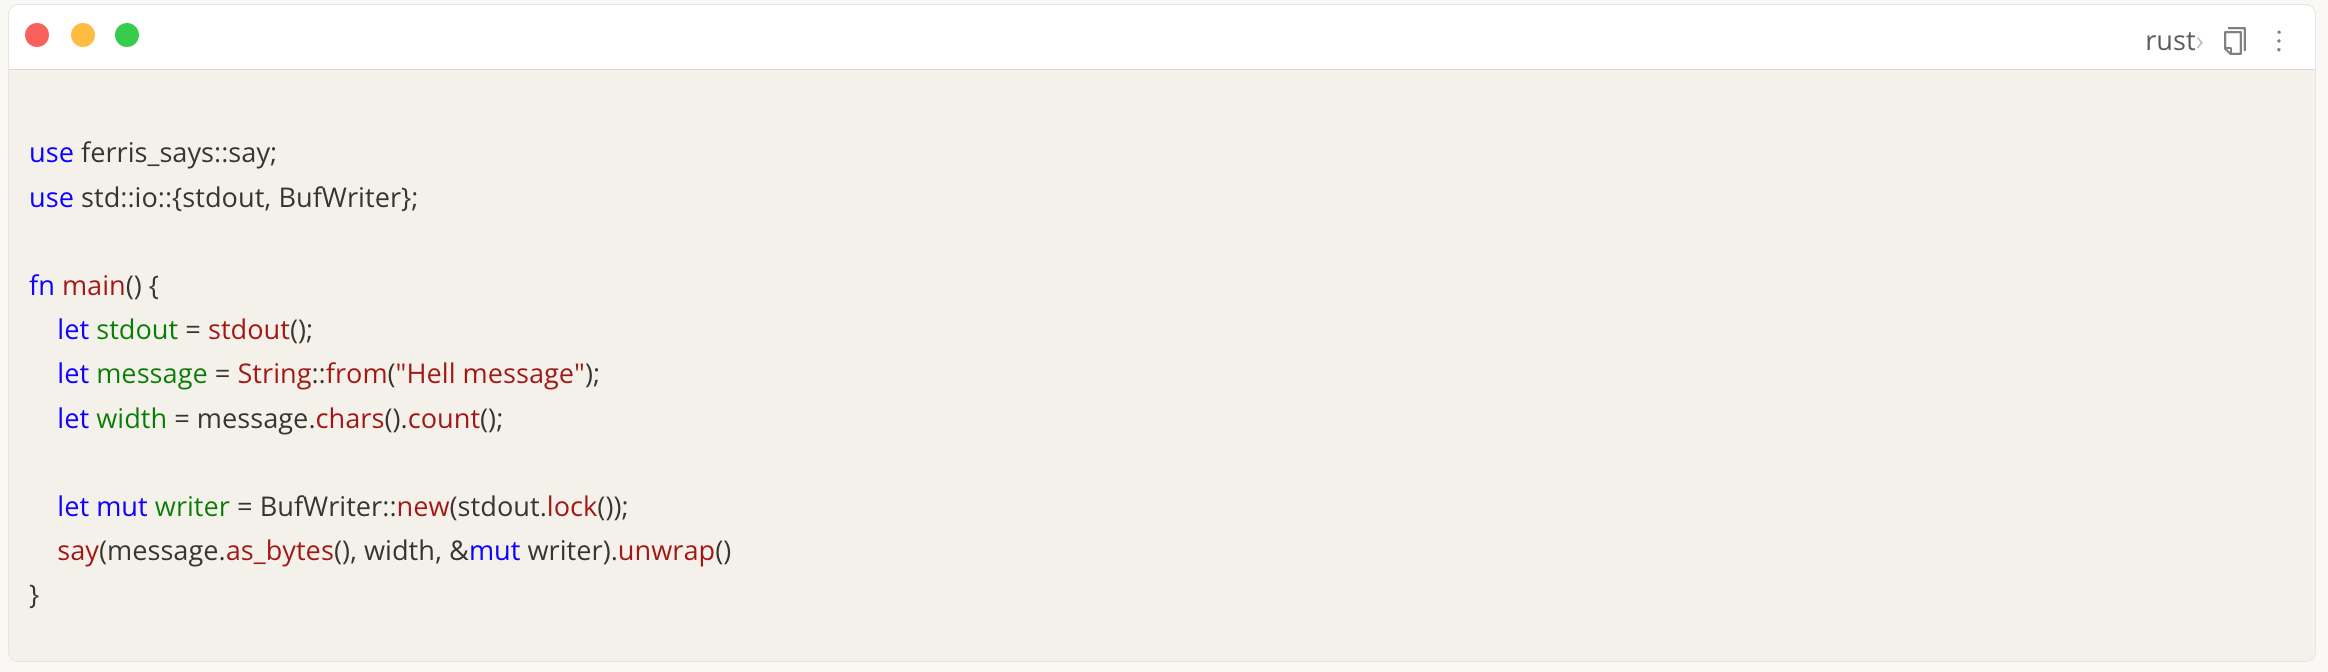 rust
use ferris_says::say;
use std::io::{stdout, BufWriter};
fn main() {
let stdout = stdout();
let message = String::from("Hell message");
let width = message.chars().count();
let mut writer = BufWriter::new(stdout.lock());
say(message.as_bytes(), width, &mut writer).unwrap()
}